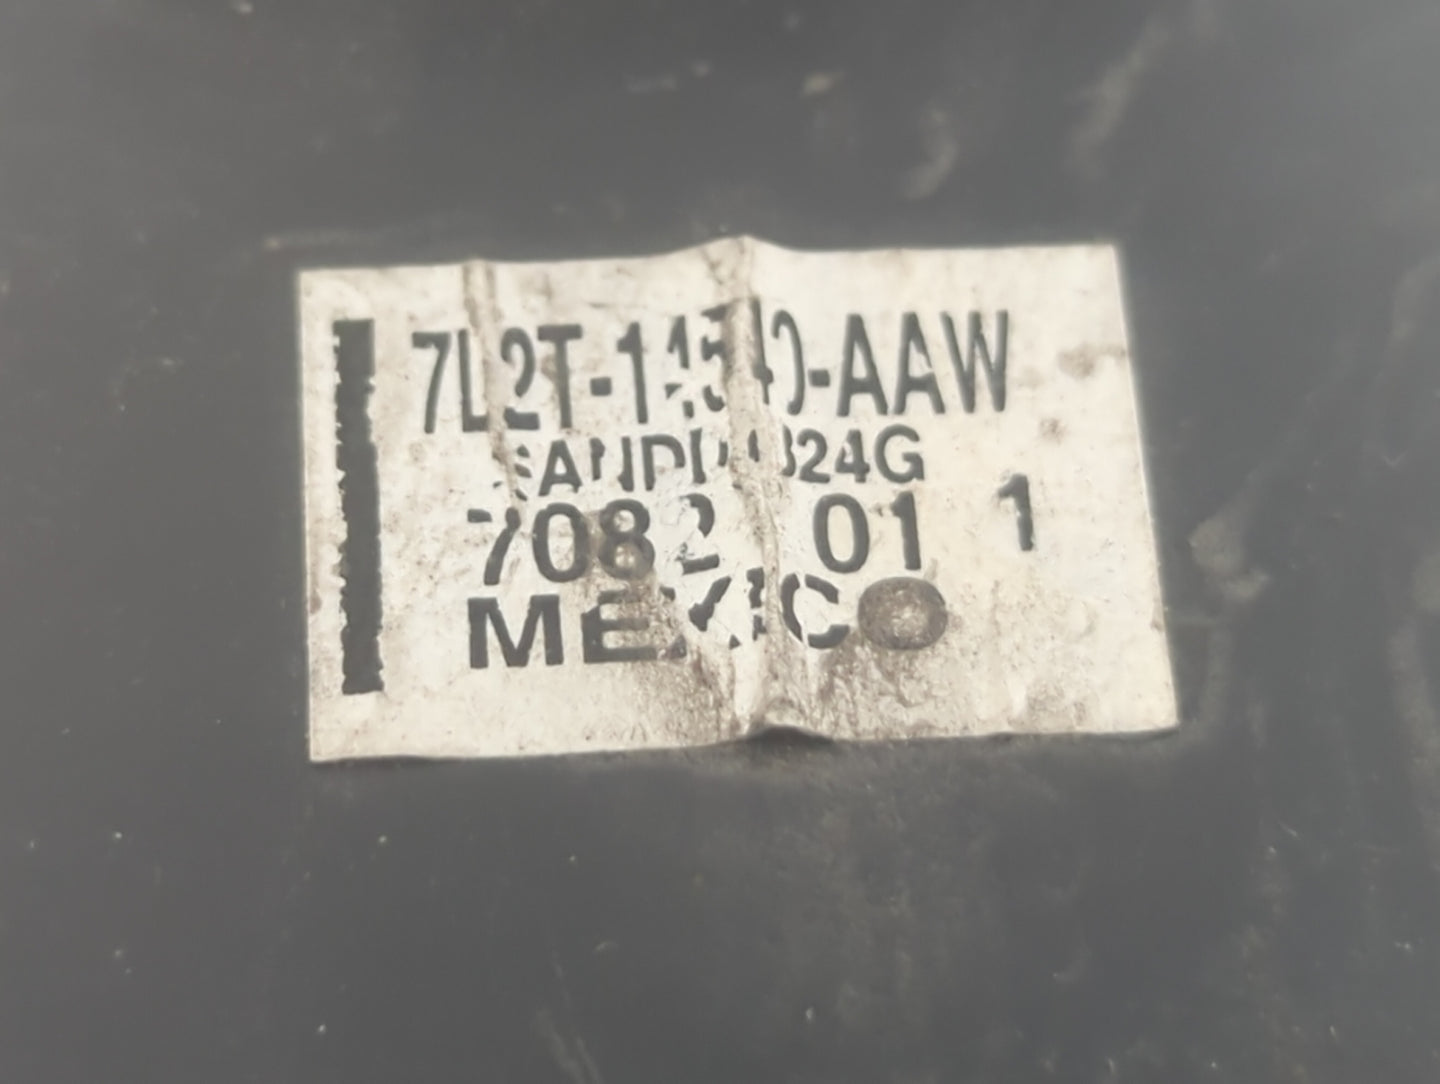 7L2T-14540-AAW
7082 01 1
MEXICO